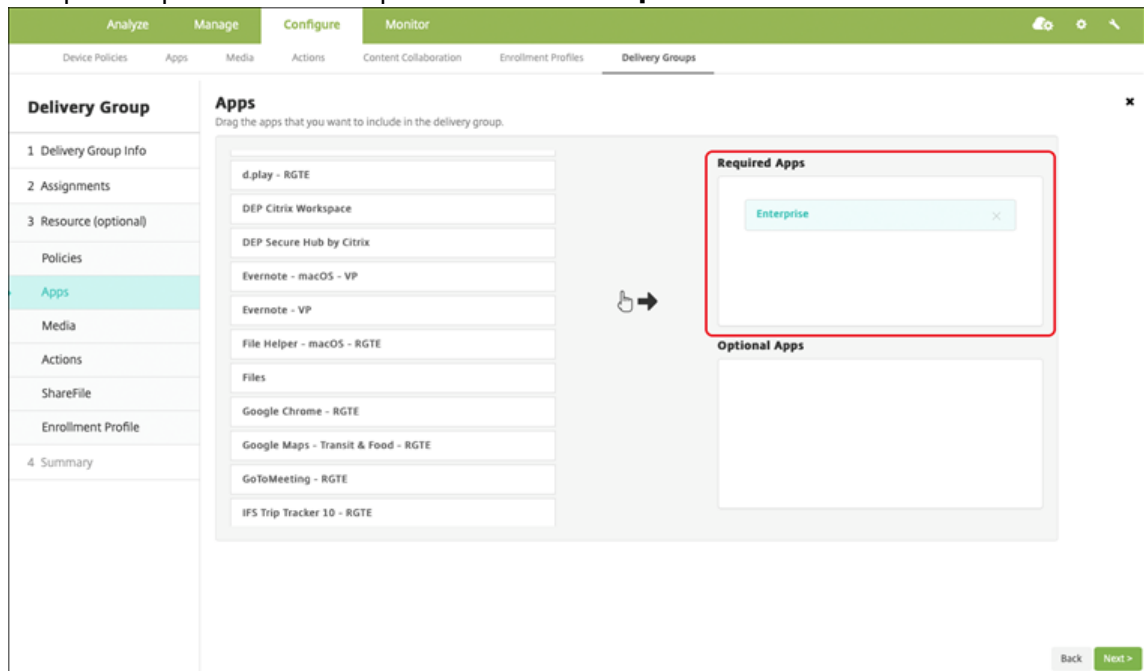 Analyze Manage Configure Monitor
Device Policies Apps Media Actions Content Collaboration Enrollment Profiles Delivery Groups
Delivery Group
1 Delivery Group Info
2 Assignments
3 Resource (optional)
Policies
Apps
Media
Actions
ShareFile
Enrollment Profile
4 Summary
Apps
Drag the apps that you want to include in the delivery group.
d.play - RGTE
DEP Citrix Workspace
DEP Secure Hub by Citrix
Evernote - macOS - VP
Evernote - VP
File Helper - macOS - RGTE
Files
Google Chrome - RGTE
Google Maps - Transit & Food - RGTE
GoToMeeting - RGTE
IFS Trip Tracker 10 - RGTE
Required Apps
Enterprise
Optional Apps
Back Next >